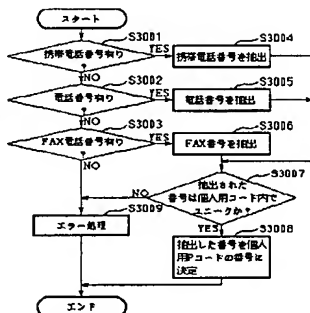 スタート
S3001
携帯電話番号有り
?
YES
S3004
携帯電話番号を抽出
NO
S3002
電話番号有り
?
YES
S3005
電話番号を抽出
NO
S3003
FAX電話番号有り
?
YES
S3006
FAX番号を抽出
NO
S3007
抽出された
番号は個人用コード内で
ユニークか?
NO
YES
S3009
エラー処理
S3008
抽出した番号を個人
用Pコードの番号に
決定
エンド